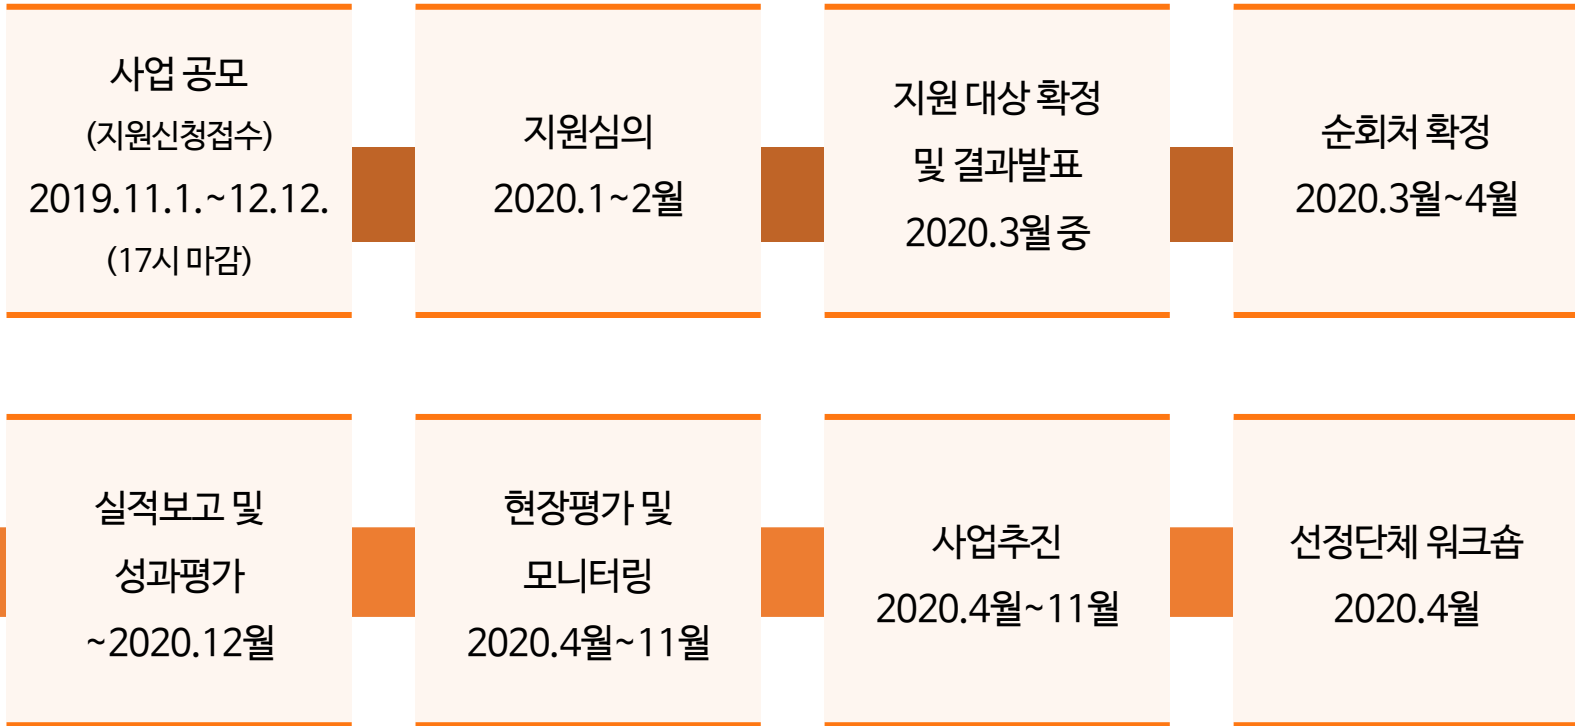 사업 공모
(지원신청접수)
2019.11.1.~12.12.
(17시 마감)
지원심의
2020.1~2월
지원 대상 확정
및 결과발표
2020.3월 중
순회처 확정
2020.3월~4월
실적보고 및
성과평가
~2020.12월
현장평가 및
모니터링
2020.4월~11월
사업추진
2020.4월~11월
선정단체 워크숍
2020.4월